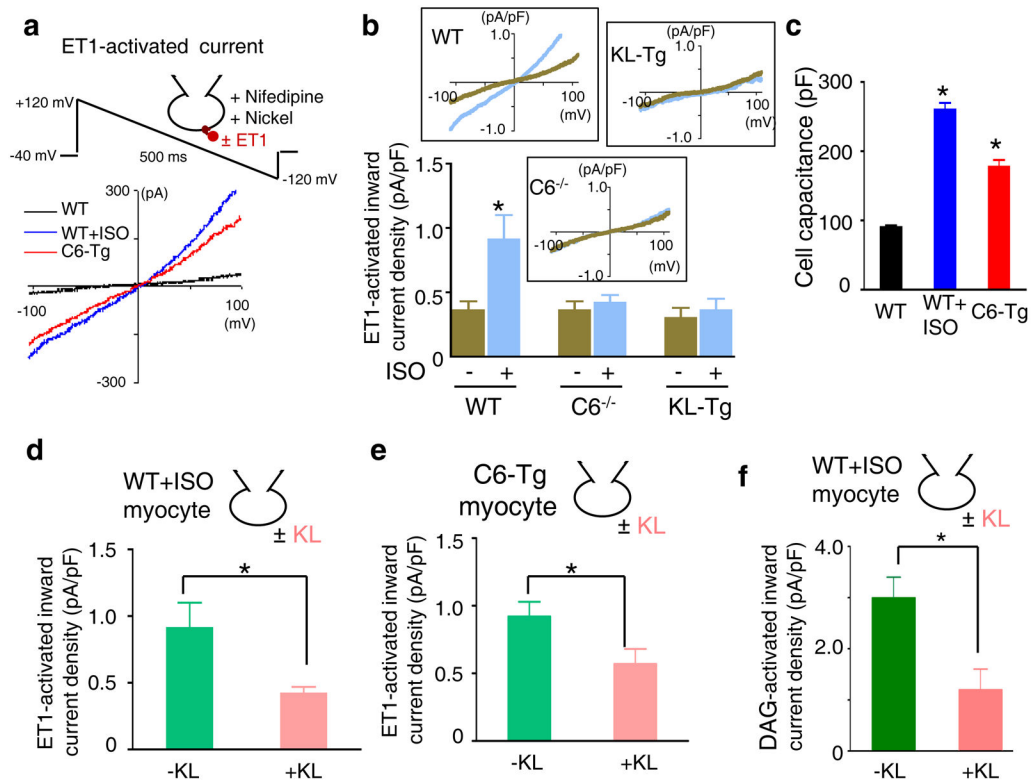 a
ET1-activated current
+120 mV
-40 mV
500 ms
-120 mV
+ Nifedipine
+ Nickel
± ET1
300
(pA)
WT
WT+ISO
C6-Tg
-100
100
(mV)
-300
b
(pA/pF)
WT
1.0
-100
100
(mV)
-1.0
(pA/pF)
KL-Tg
1.0
-100
100
(mV)
-1.0
(pA/pF)
C6-/-
1.0
-100
100
(mV)
-1.0
ET1-activated inward
current density (pA/pF)
1.5
1.0
0.5
0
*
ISO - + - + - +
WT C6-/- KL-Tg
c
Cell capacitance (pF)
300
200
100
0
*
*
WT WT+ISO C6-Tg
d
WT+ISO
myocyte
± KL
ET1-activated inward
current density (pA/pF)
1.5
1.0
0.5
0
*
-KL +KL
e
C6-Tg
myocyte
± KL
ET1-activated inward
current density (pA/pF)
1.5
1.0
0.5
0
*
-KL +KL
f
WT+ISO
myocyte
± KL
DAG-activated inward
current density (pA/pF)
4.0
3.0
2.0
1.0
0
*
-KL +KL